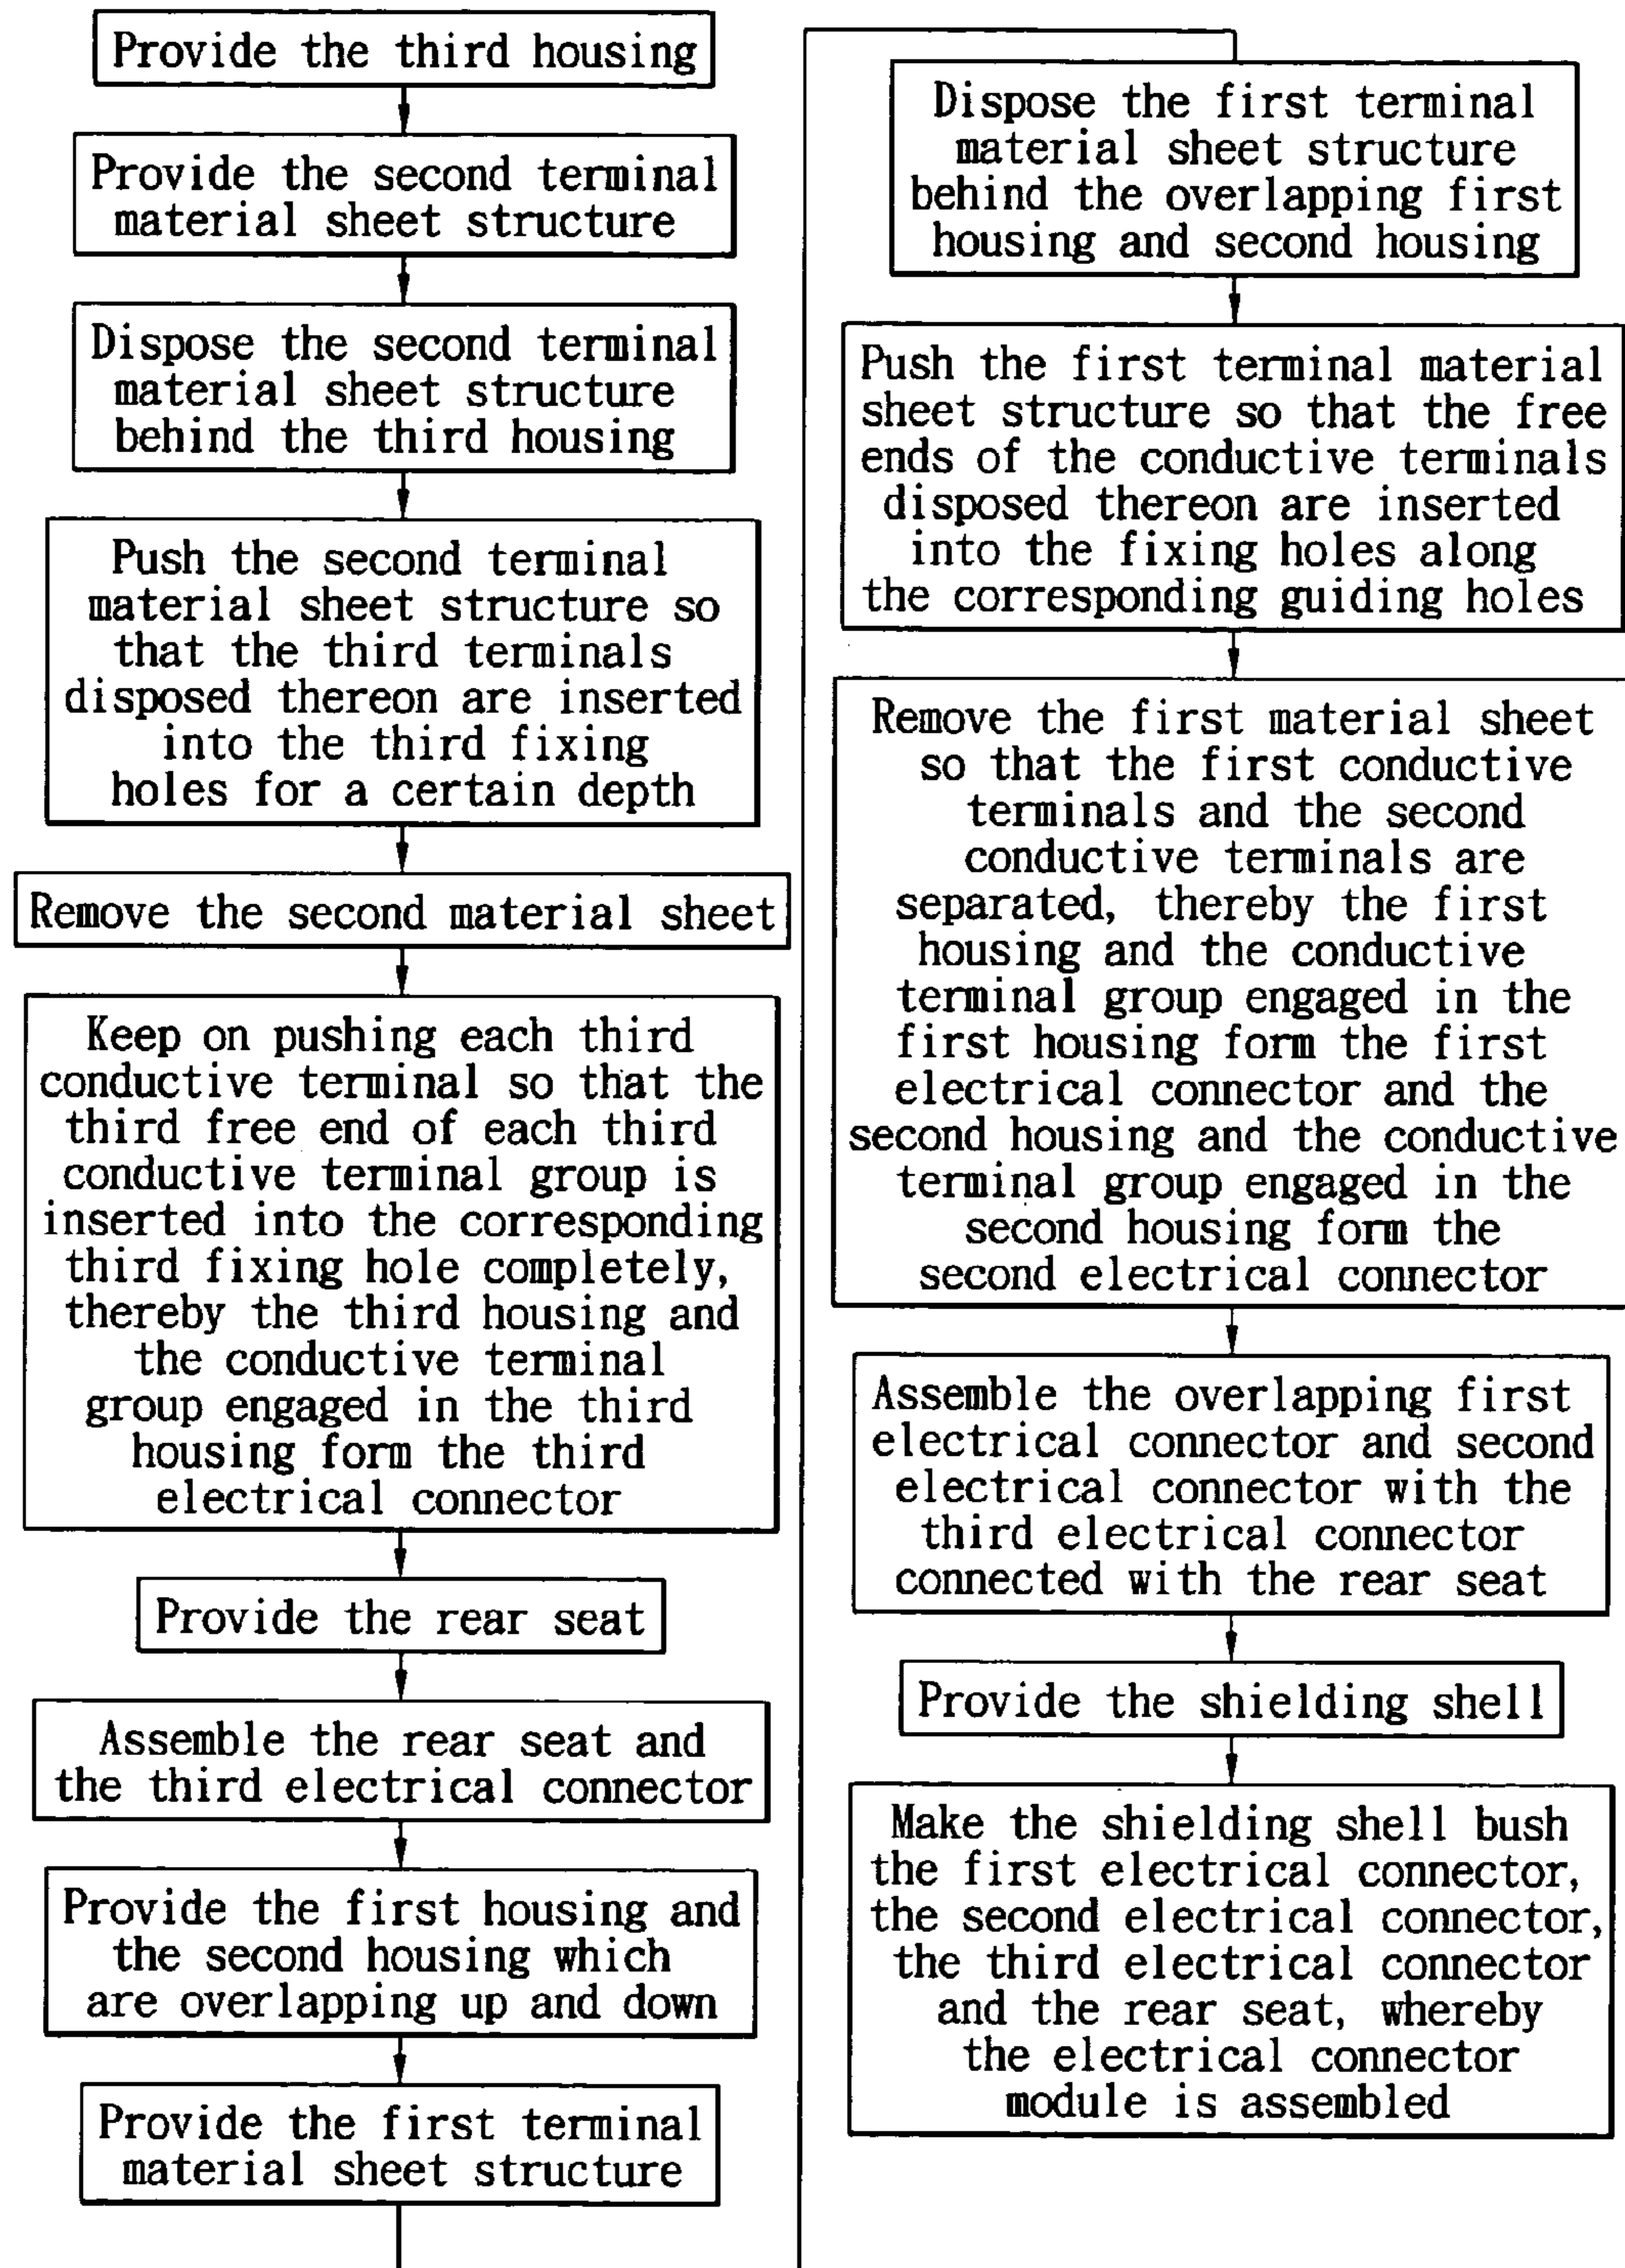 Provide the third housing
Provide the second terminal
material sheet structure
Dispose the second terminal
material sheet structure
behind the third housing
Push the second terminal
material sheet structure so
that the third terminals
disposed thereon are inserted
into the third fixing
holes for a certain depth
Remove the second material sheet
Keep on pushing each third
conductive terminal so that the
third free end of each third
conductive terminal group is
inserted into the corresponding
third fixing hole completely,
thereby the third housing and
the conductive terminal
group engaged in the third
housing form the third
electrical connector
Provide the rear seat
Assemble the rear seat and
the third electrical connector
Provide the first housing and
the second housing which
are overlapping up and down
Provide the first terminal
material sheet structure
Dispose the first terminal
material sheet structure
behind the overlapping first
housing and second housing
Push the first terminal material
sheet structure so that the free
ends of the conductive terminals
disposed thereon are inserted
into the fixing holes along
the corresponding guiding holes
Remove the first material sheet
so that the first conductive
terminals and the second
conductive terminals are
separated, thereby the first
housing and the conductive
terminal group engaged in the
first housing form the first
electrical connector and the
second housing and the conductive
terminal group engaged in the
second housing form the
second electrical connector
Assemble the overlapping first
electrical connector and second
electrical connector with the
third electrical connector
connected with the rear seat
Provide the shielding shell
Make the shielding shell bush
the first electrical connector,
the second electrical connector,
the third electrical connector
and the rear seat, whereby
the electrical connector
module is assembled